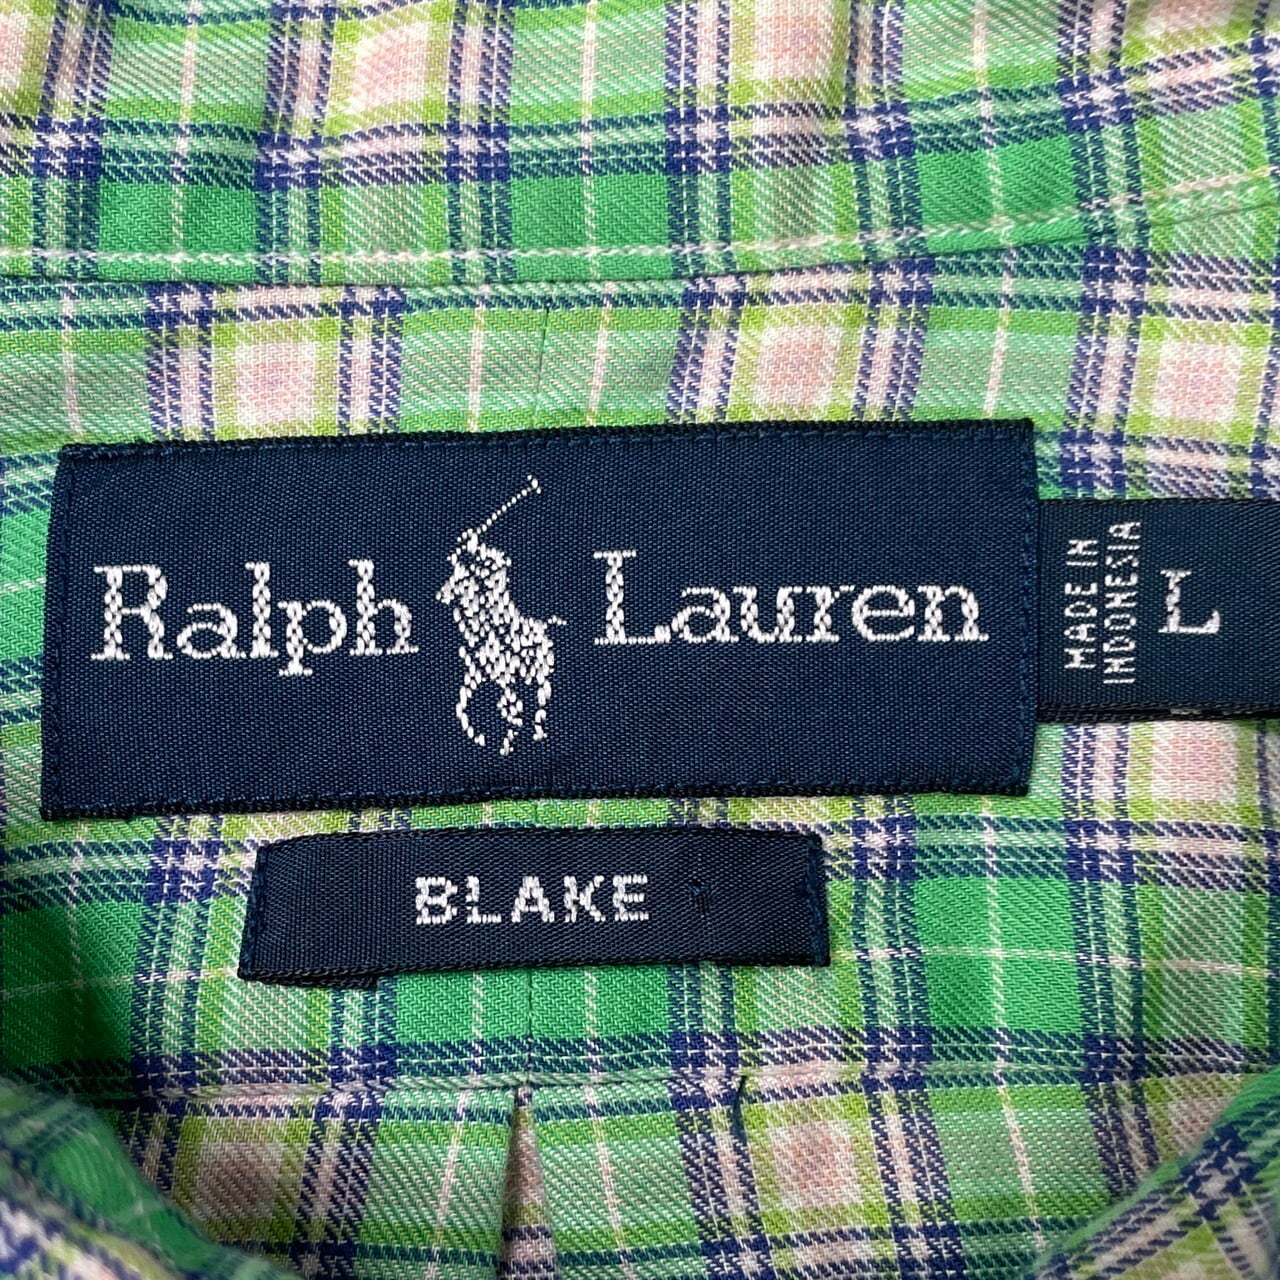 Ralph Lauren
MADE IN
INDONESIA
L
BLAKE